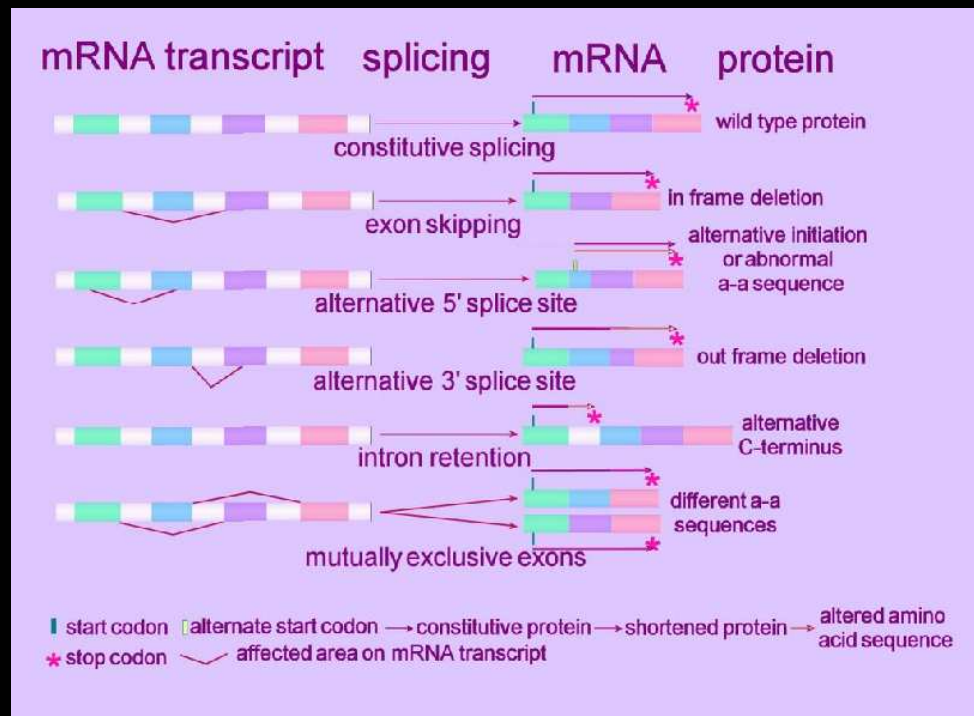 mRNA transcript splicing mRNA protein
constitutive splicing
wild type protein
exon skipping
in frame deletion
alternative 5' splice site
alternative initiation
or abnormal
a-a sequence
alternative 3' splice site
out frame deletion
intron retention
alternative
C-terminus
mutually exclusive exons
different a-a
sequences
start codon alternate start codon constitutive protein shortened protein altered amino
acid sequence
* stop codon affected area on mRNA transcript